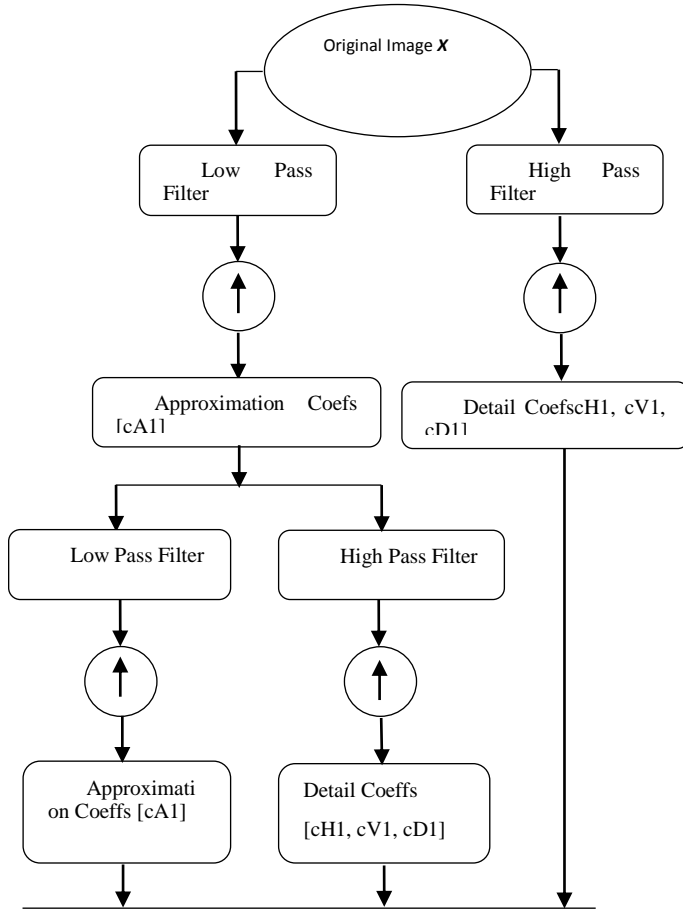 Original Image X
Low Pass
Filter
High Pass
Filter
Approximation Coefs
[cA1]
Detail CoefscH1, cV1,
cD1]
Low Pass Filter
High Pass Filter
Approximati
on Coeffs [cA1]
Detail Coeffs
[cH1, cV1, cD1]